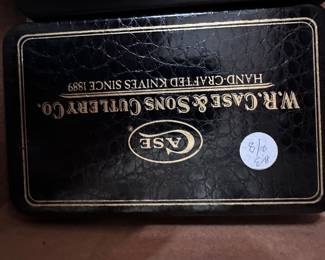 CASE
W.R. CASE & SONS CUTLERY CO.
HAND-CRAFTED KNIVES SINCE 1889